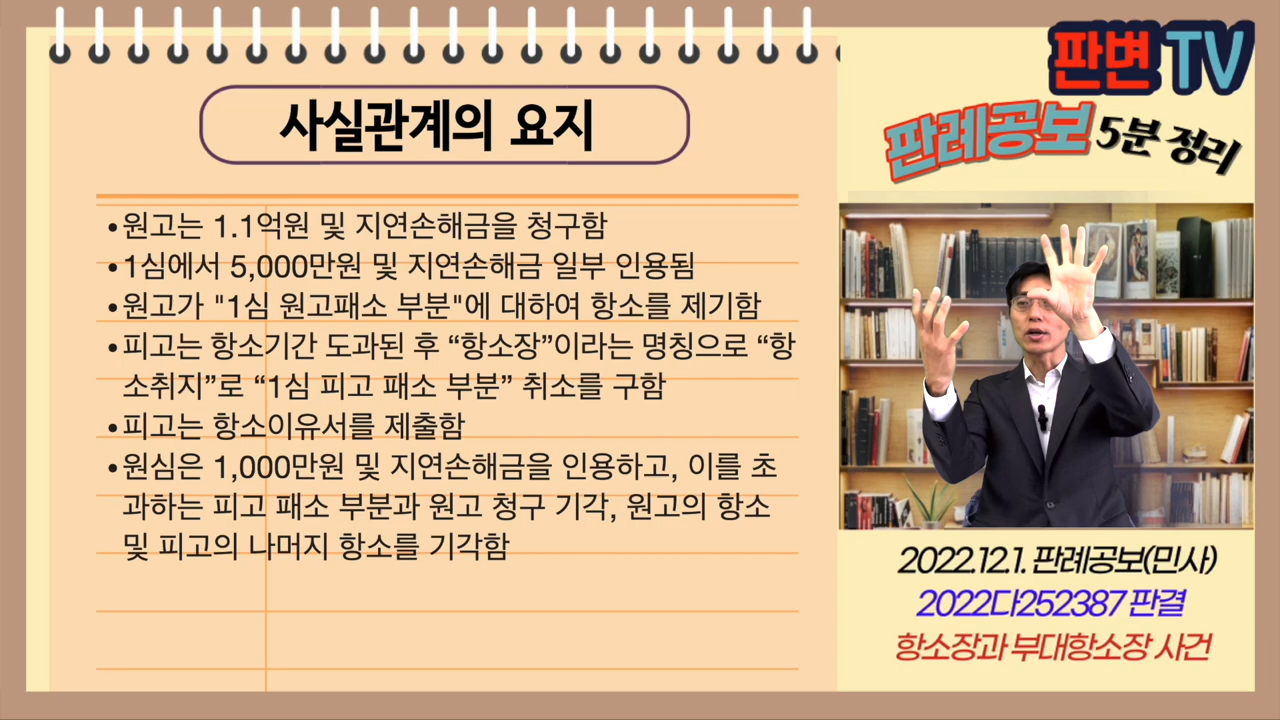 사실관계의 요지
•원고는 1.1억원 및 지연손해금을 청구함
•1심에서 5,000만원 및 지연손해금 일부 인용됨
•원고가 "1심 원고패소 부분"에 대하여 항소를 제기함
•피고는 항소기간 도과된 후 “항소장”이라는 명칭으로 “항
소취지”로 “1심 피고 패소 부분” 취소를 구함
•피고는 항소이유서를 제출함
•원심은 1,000만원 및 지연손해금을 인용하고, 이를 초
과하는 피고 패소 부분과 원고 청구 기각, 원고의 항소
및 피고의 나머지 항소를 기각함
판변 TV
판례공보 5분 정리
2022.12.1. 판례공보(민사)
2022다252387 판결
항소장과 부대항소장 사건